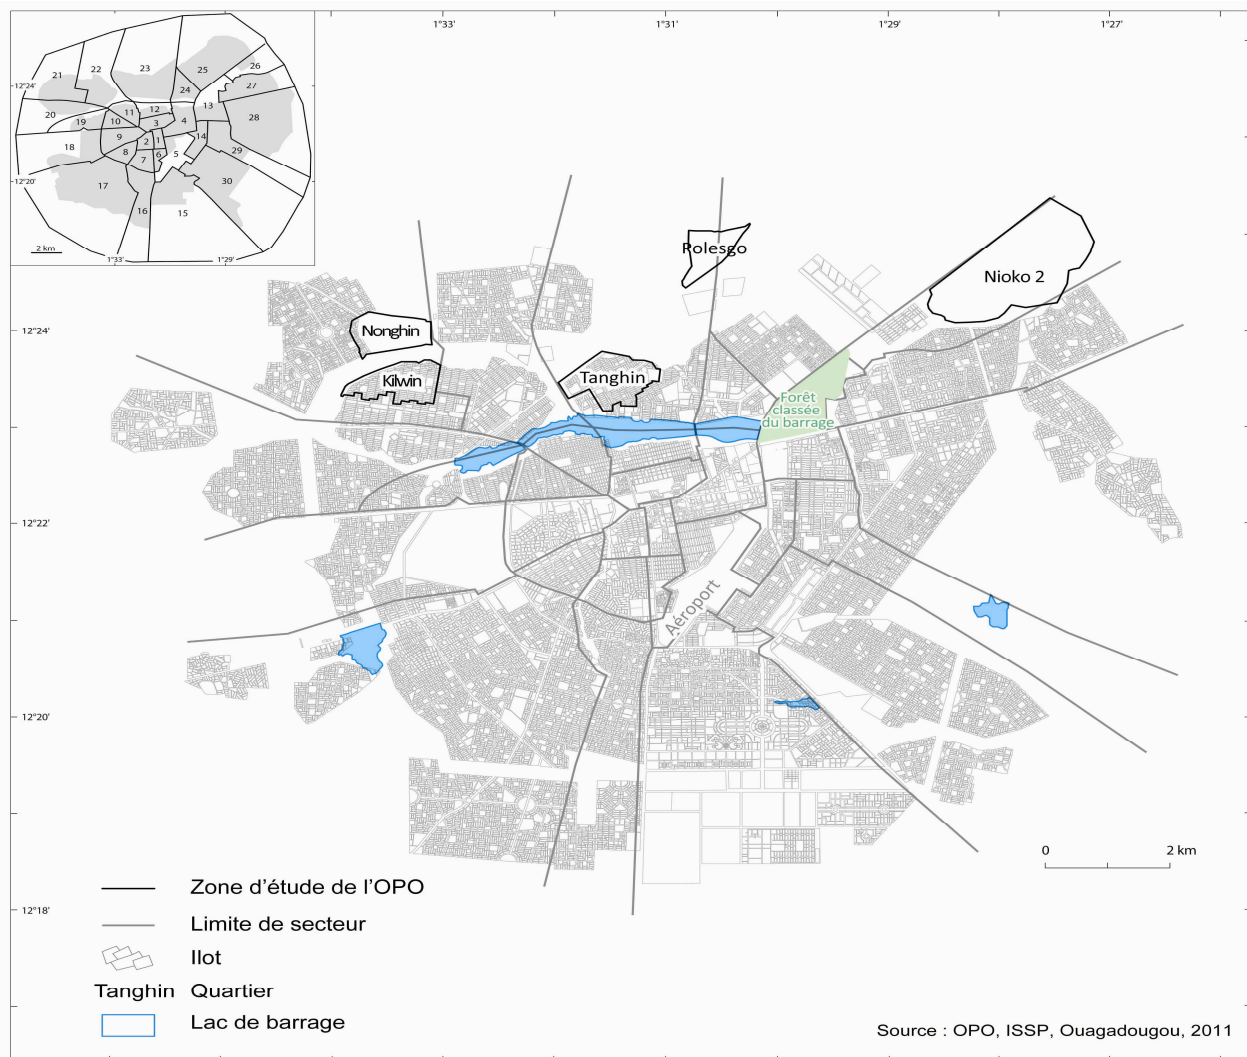 1°33'
1°31'
1°29'
1°27'
21
22
23
25
26
12°24'
24
27
20
11
12
13
28
19
10
3
4
9
14
18
2
1
8
6
5
29
7
12°20'
17
30
16
15
2 km
1°33'
1°29'
Polesgo
Nioko 2
12°24'
Nonghin
Kilwin
Tanghin
Forêt
classée
du barrage
12°22'
Aéroport
12°20'
0
2 km
Zone d'étude de l'OPO
12°18'
Limite de secteur
Ilot
Tanghin Quartier
Lac de barrage
Source : OPO, ISSP, Ouagadougou, 2011